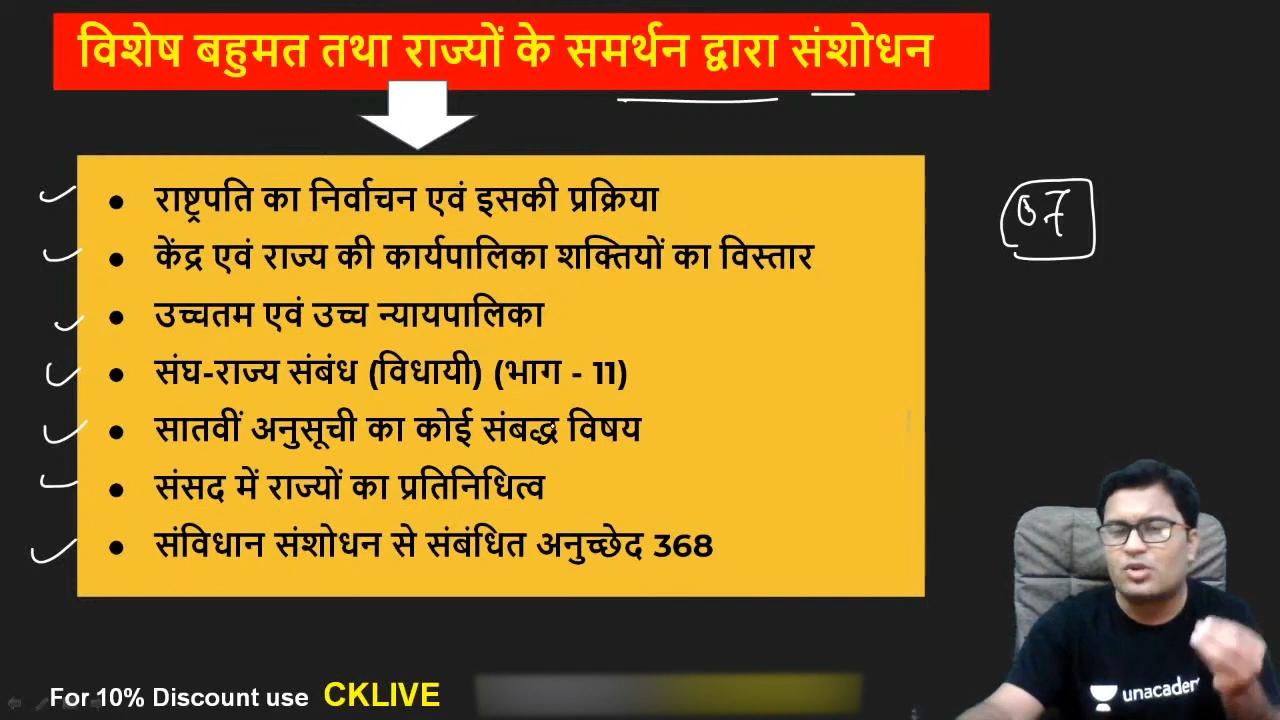 विशेष बहुमत तथा राज्यों के समर्थन द्वारा संशोधन
• राष्ट्रपति का निर्वाचन एवं इसकी प्रक्रिया
• केंद्र एवं राज्य की कार्यपालिका शक्तियों का विस्तार
• उच्चतम एवं उच्च न्यायपालिका
• संघ-राज्य संबंध (विधायी) (भाग - 11)
• सातवीं अनुसूची का कोई संबद्ध विषय
• संसद में राज्यों का प्रतिनिधित्व
• संविधान संशोधन से संबंधित अनुच्छेद 368
07
unacademy
For 10% Discount use CKLIVE